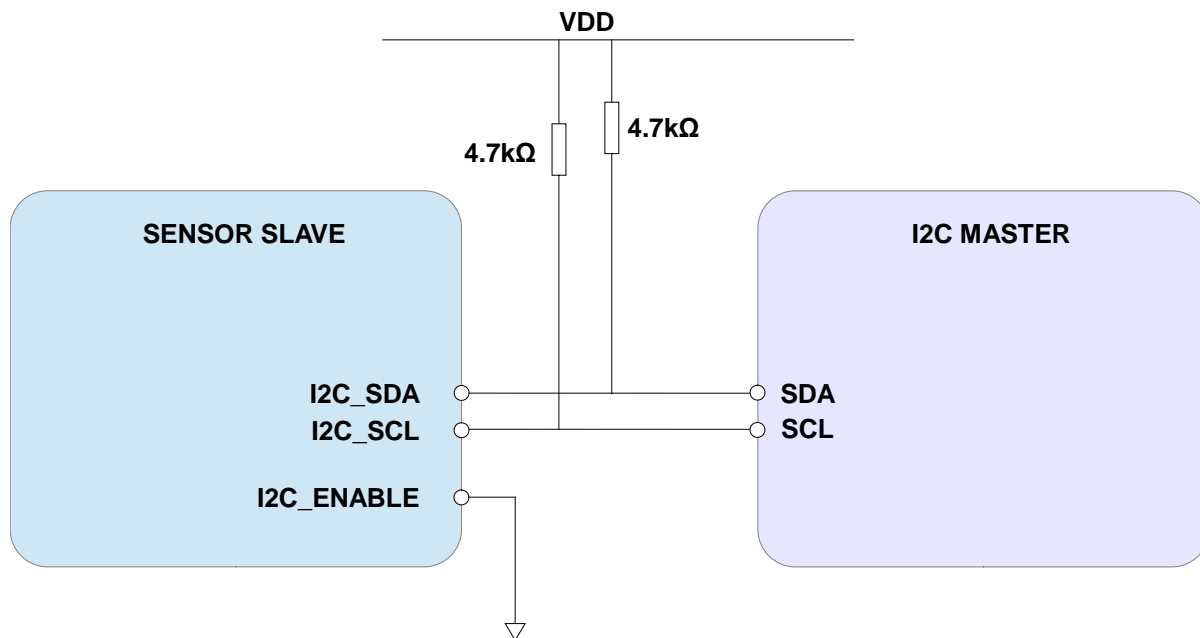 VDD
4.7kΩ
4.7kΩ
SENSOR SLAVE
I2C MASTER
I2C_SDA
SDA
I2C_SCL
SCL
I2C_ENABLE